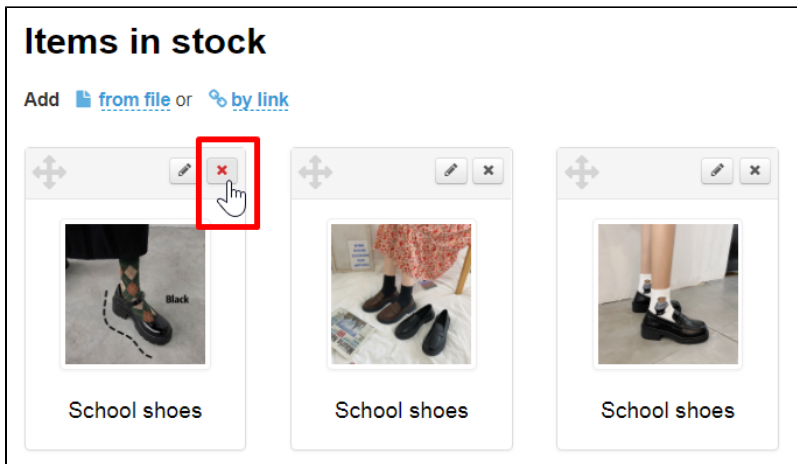 Items in stock
Add from file or by link
Black
School shoes
School shoes
School shoes